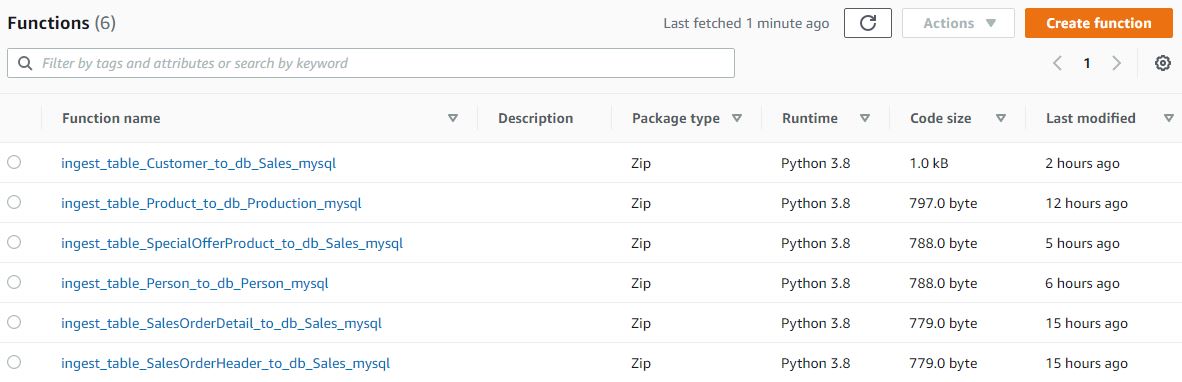 Functions (6) Last fetched 1 minute ago Actions Create function
Filter by tags and attributes or search by keyword 1
Function name Description Package type Runtime Code size Last modified
ingest_table_Customer_to_db_Sales_mysql Zip Python 3.8 1.0 kB 2 hours ago
ingest_table_Product_to_db_Production_mysql Zip Python 3.8 797.0 byte 12 hours ago
ingest_table_SpecialOfferProduct_to_db_Sales_mysql Zip Python 3.8 788.0 byte 5 hours ago
ingest_table_Person_to_db_Person_mysql Zip Python 3.8 788.0 byte 6 hours ago
ingest_table_SalesOrderDetail_to_db_Sales_mysql Zip Python 3.8 779.0 byte 15 hours ago
ingest_table_SalesOrderHeader_to_db_Sales_mysql Zip Python 3.8 779.0 byte 15 hours ago